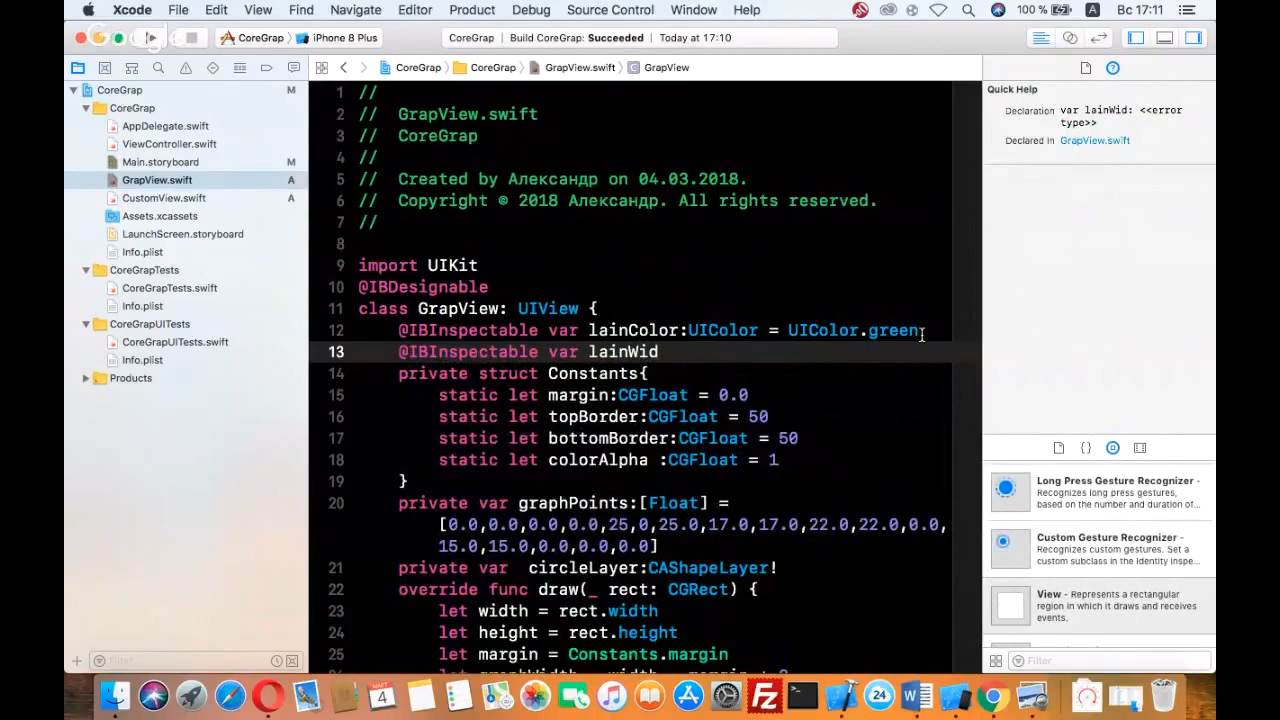 Xcode File Edit View Find Navigate Editor Product Debug Source Control Window Help 100 % A Вс 17:11
CoreGrap iPhone 8 Plus CoreGrap Build CoreGrap: Succeeded Today at 17:10
CoreGrap CoreGrap GrapView.swift C GrapView
CoreGrap M
CoreGrap
AppDelegate.swift
ViewController.swift
Main.storyboard M
GrapView.swift A
CustomView.swift A
Assets.xcassets
LaunchScreen.storyboard
Info.plist
CoreGrapTests
CoreGrapTests.swift
Info.plist
CoreGrapUITests
CoreGrapUITests.swift
Info.plist
Products
Filter
1 //
2 // GrapView.swift
3 // CoreGrap
4 //
5 // Created by Александр on 04.03.2018.
6 // Copyright © 2018 Александр. All rights reserved.
7 //
8
9 import UIKit
10 @IBDesignable
11 class GrapView: UIView {
12 @IBInspectable var lainColor:UIColor = UIColor.green
13 @IBInspectable var lainWid
14 private struct Constants{
15 static let margin:CGFloat = 0.0
16 static let topBorder:CGFloat = 50
17 static let bottomBorder:CGFloat = 50
18 static let colorAlpha :CGFloat = 1
19 }
20 private var graphPoints:[Float] =
[0.0,0.0,0.0,0.0,25,0,25.0,17.0,17.0,22.0,22.0,0.0,
15.0,15.0,0.0,0.0,0.0]
21 private var circleLayer:CAShapeLayer!
22 override func draw(_ rect: CGRect) {
23 let width = rect.width
24 let height = rect.height
25 let margin = Constants.margin
Quick Help
Declaration var lainWid: <<error
type>>
Declared In GrapView.swift
Long Press Gesture Recognizer -
Recognizes long press gestures,
based on the number and duration of...
Custom Gesture Recognizer -
Recognizes custom gestures. Set a
custom subclass in the identity inspe...
View - Represents a rectangular
region in which it draws and receives
events.
Filter
МАРТ
4
Fz
24
W